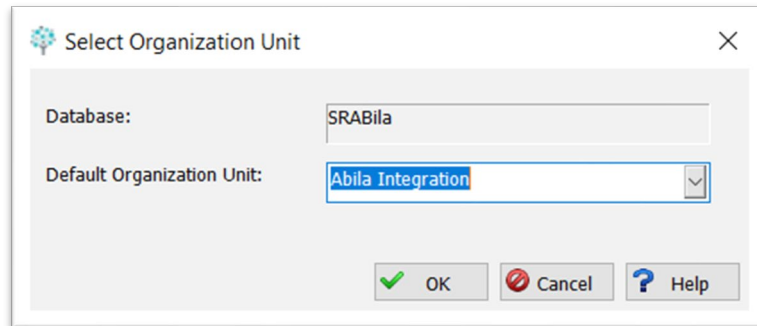 Select Organization Unit
Database: SRABila
Default Organization Unit: Abila Integration
OK Cancel ? Help